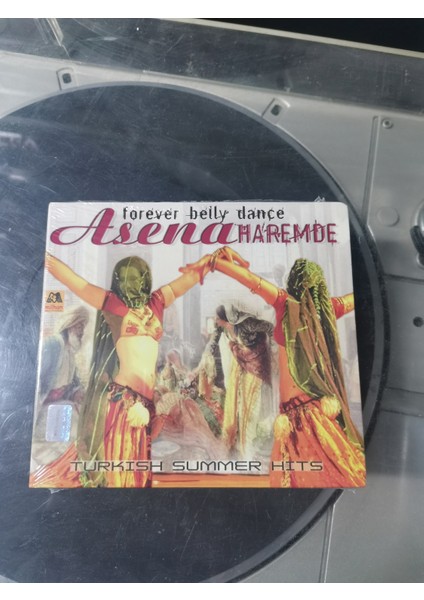 forever belly dance
Asena HAREMDE
TURKISH SUMMER HITS